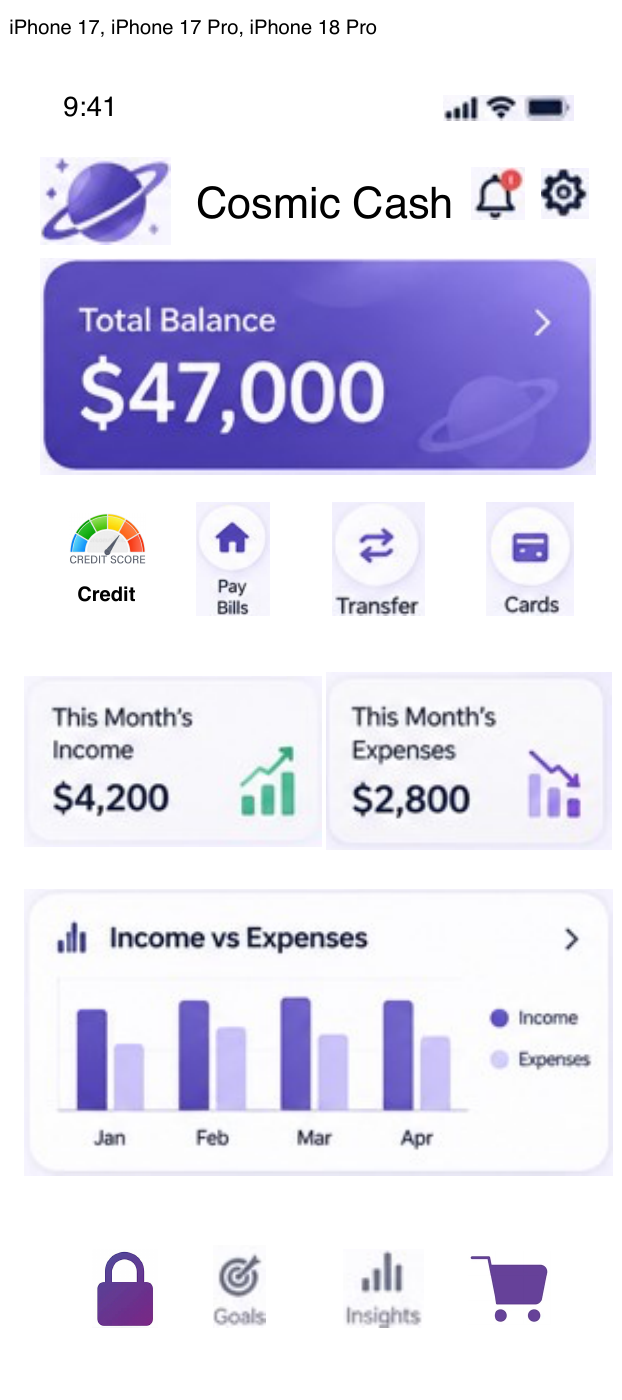 iPhone 17, iPhone 17 Pro, iPhone 18 Pro
9:41
Cosmic Cash
Total Balance
$47,000
CREDIT SCORE
Credit
Pay
Bills
Transfer
Cards
This Month's
Income
$4,200
This Month's
Expenses
$2,800
Income vs Expenses
Income
Expenses
Jan Feb Mar Apr
Goals
Insights